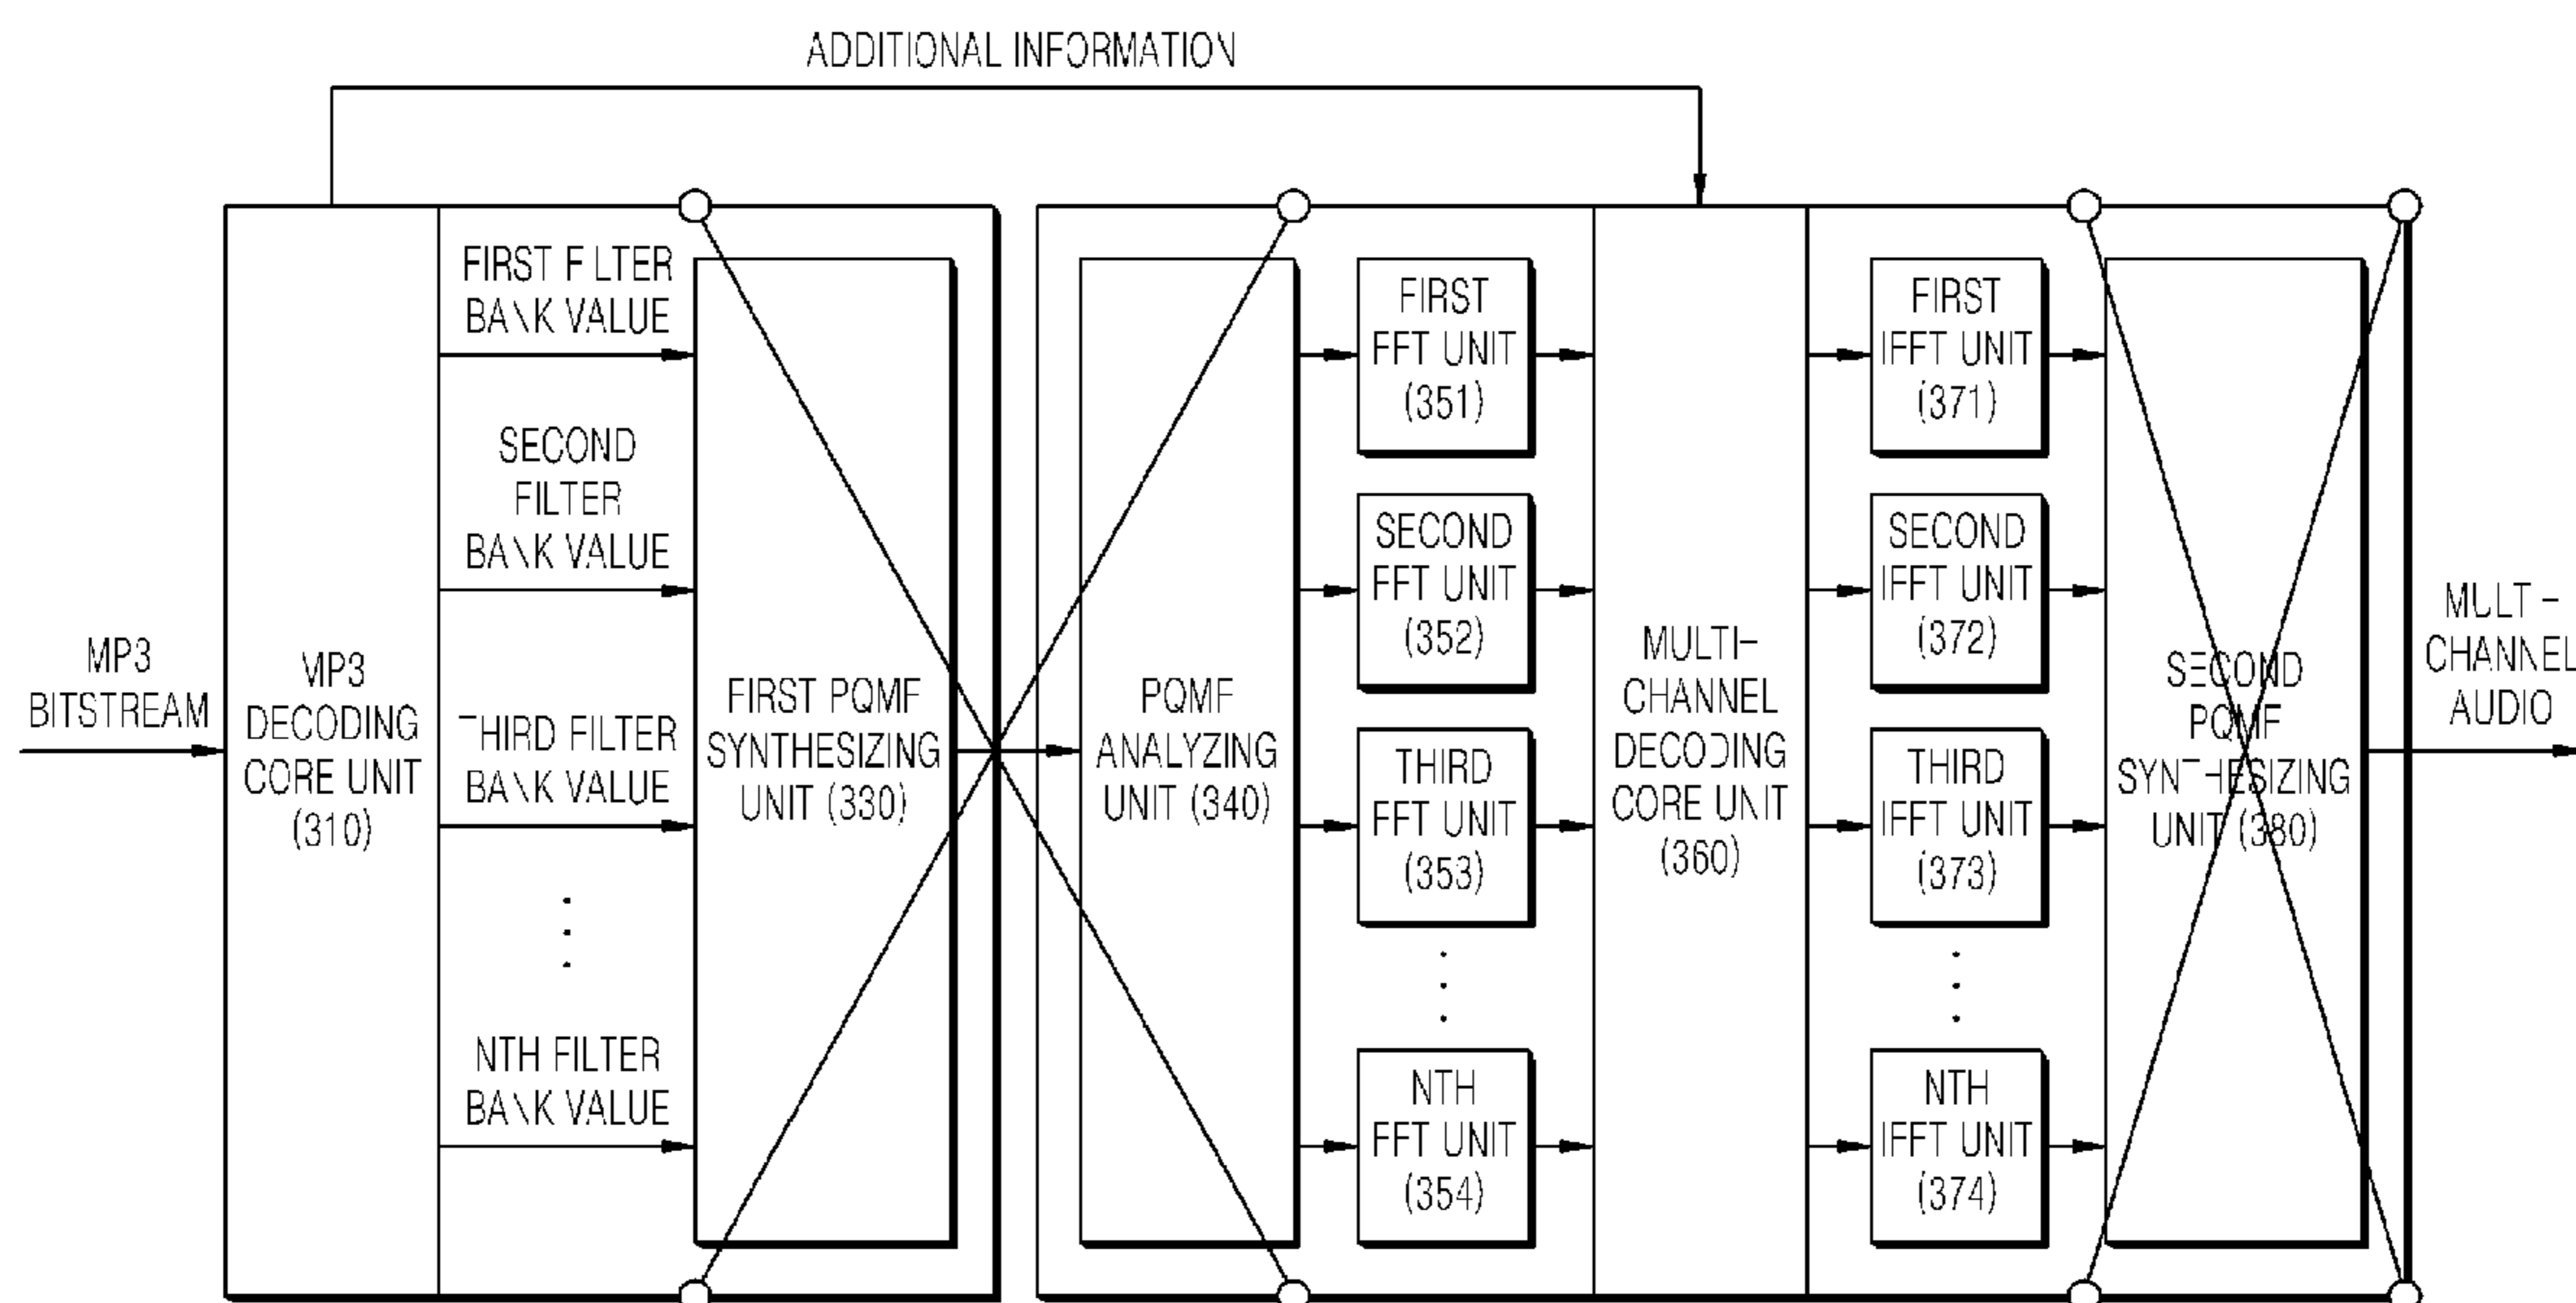 ADDITIONAL INFORMATION
MP3
BITSTREAM
MP3
DECODING
CORE UNIT
(310)
FIRST FILTER
BANK VALUE
SECOND
FILTER
BANK VALUE
THIRD FILTER
BANK VALUE
NTH FILTER
BANK VALUE
FIRST PQMF
SYNTHESIZING
UNIT (330)
PQMF
ANALYZING
UNIT (340)
FIRST
FFT UNIT
(351)
SECOND
FFT UNIT
(352)
THIRD
FFT UNIT
(353)
NTH
FFT UNIT
(354)
MULTI-
CHANNEL
DECODING
CORE UNIT
(360)
FIRST
IFFT UNIT
(371)
SECOND
IFFT UNIT
(372)
THIRD
IFFT UNIT
(373)
NTH
IFFT UNIT
(374)
SECOND
PQMF
SYNTHESIZING
UNIT (380)
MULTI-
CHANNEL
AUDIO